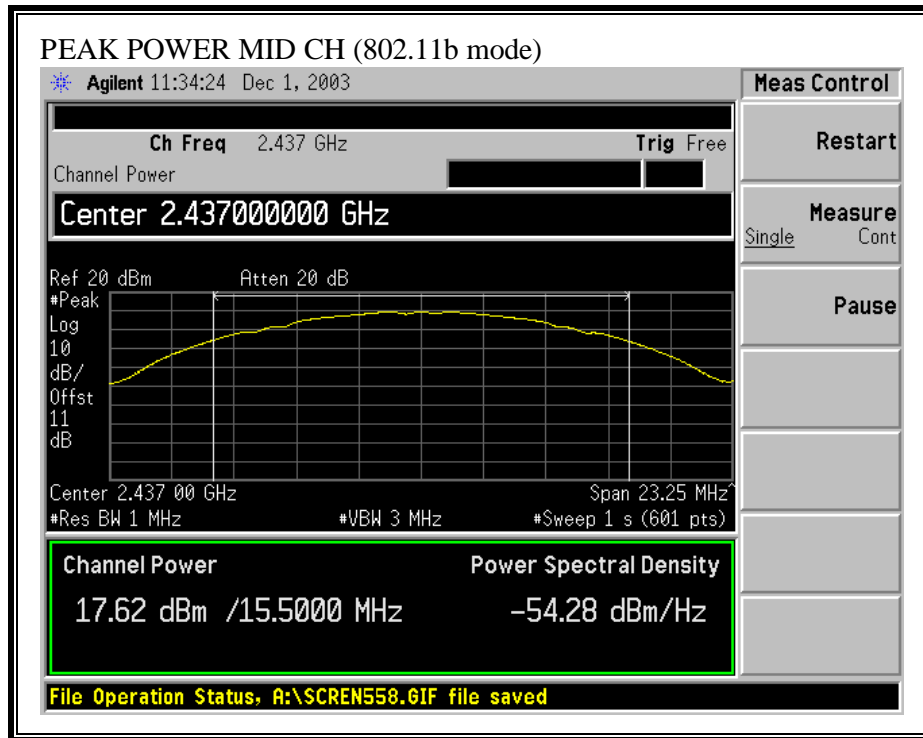 PEAK POWER MID CH (802.11b mode)
Agilent 11:34:24 Dec 1, 2003
Meas Control
Ch Freq 2.437 GHz Trig Free
Restart
Channel Power
Center 2.437000000 GHz
Measure
Single Cont
Ref 20 dBm Atten 20 dB
Pause
#Peak
Log
10
dB/
Offst
11
dB
Center 2.437 00 GHz Span 23.25 MHz^
#Res BW 1 MHz #VBW 3 MHz #Sweep 1 s (601 pts)
Channel Power Power Spectral Density
17.62 dBm /15.5000 MHz -54.28 dBm/Hz
File Operation Status, A:\SCREN558.GIF file saved